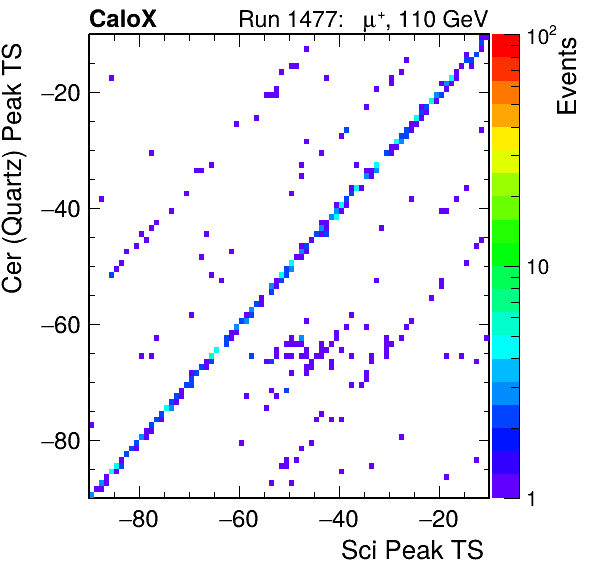 CaloX Run 1477: μ⁺, 110 GeV
10²
10
1
Events
Cer (Quartz) Peak TS
−20
−40
−60
−80
−80 −60 −40 −20
Sci Peak TS